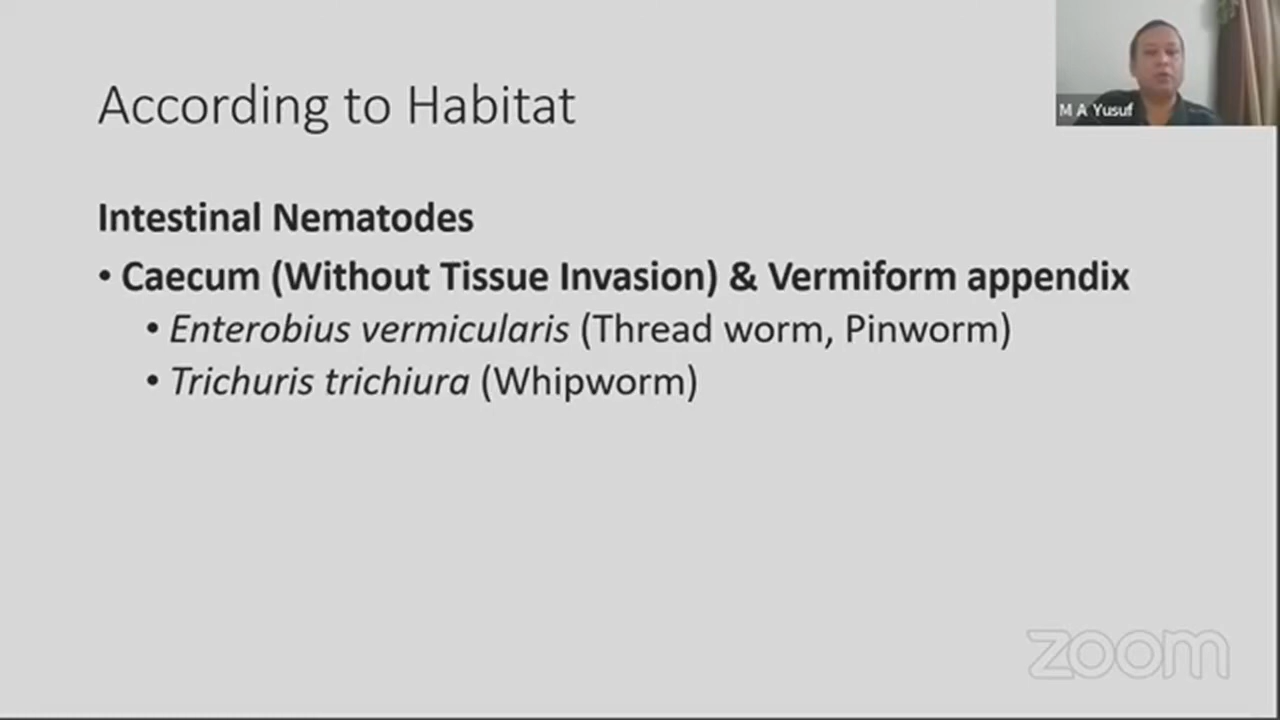 According to Habitat
M A Yusuf
Intestinal Nematodes
• Caecum (Without Tissue Invasion) & Vermiform appendix
• Enterobius vermicularis (Thread worm, Pinworm)
• Trichuris trichiura (Whipworm)
zoom